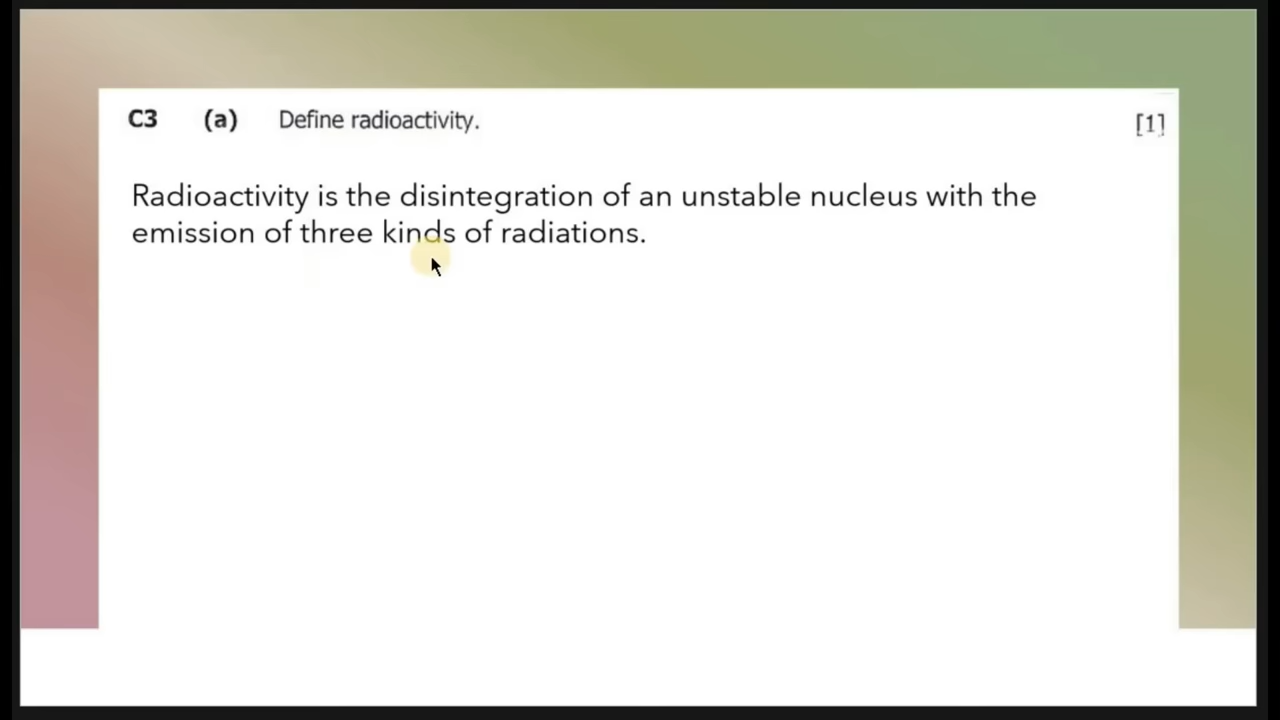 C3 (a) Define radioactivity. [1]
Radioactivity is the disintegration of an unstable nucleus with the
emission of three kinds of radiations.